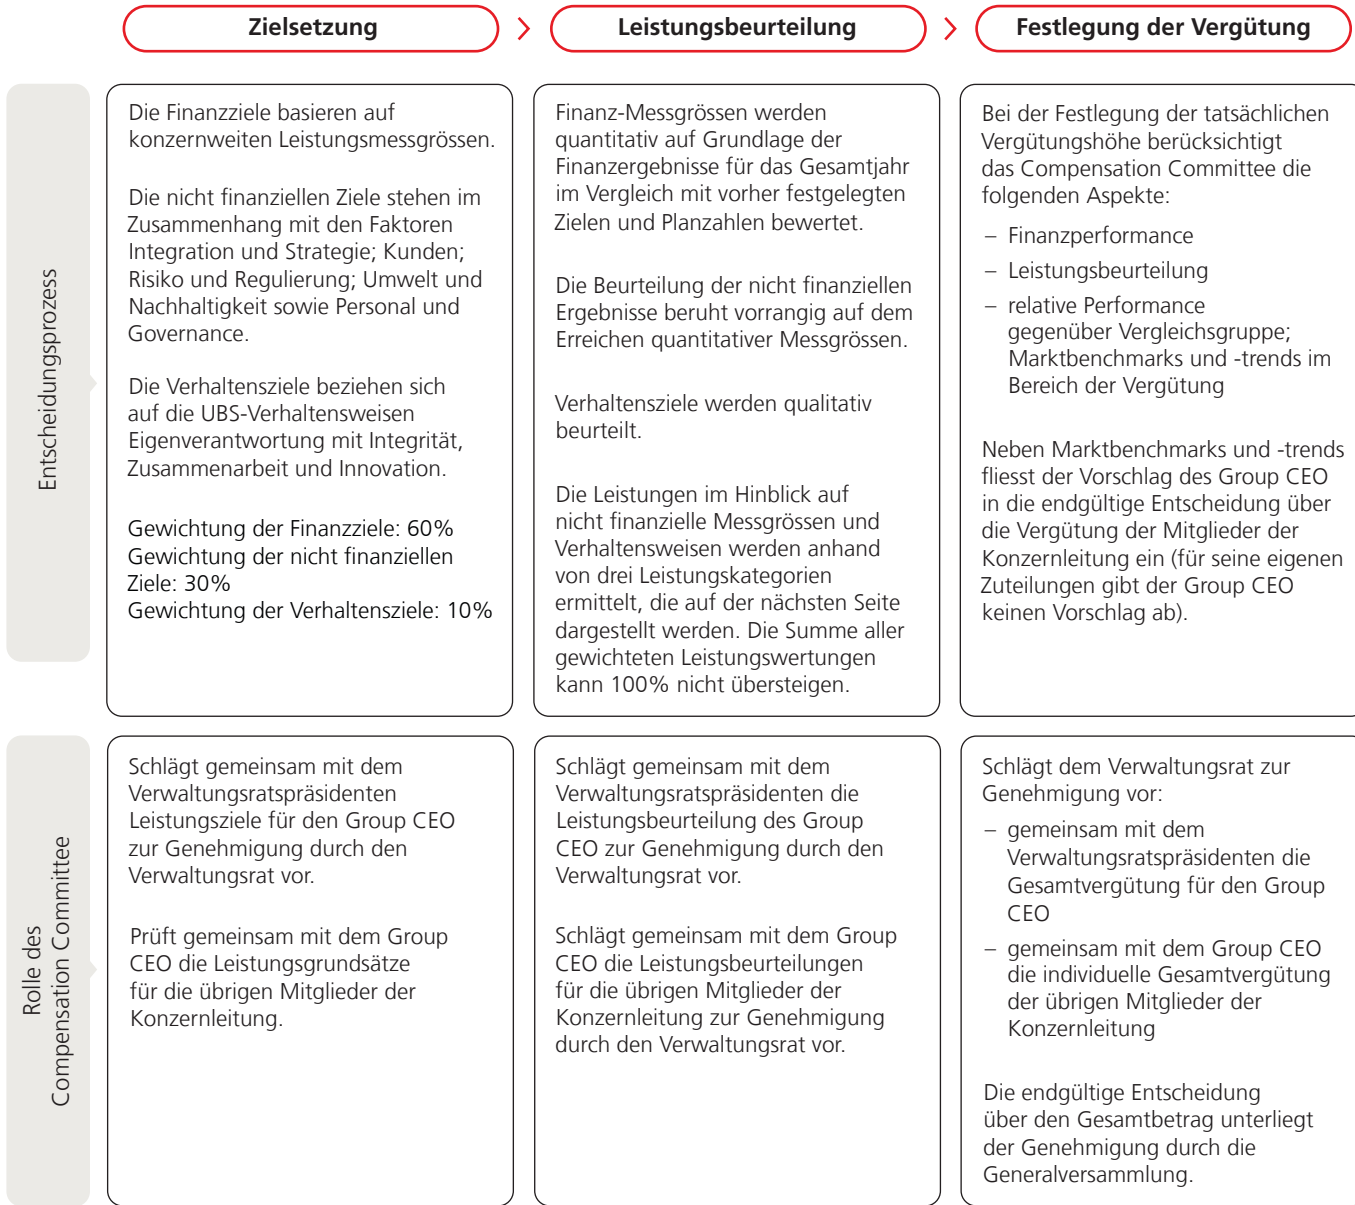 Zielsetzung
Leistungsbeurteilung
Festlegung der Vergütung
Entscheidungsprozess
Die Finanzziele basieren auf
konzernweiten Leistungsmessgrössen.
Die nicht finanziellen Ziele stehen im
Zusammenhang mit den Faktoren
Integration und Strategie; Kunden;
Risiko und Regulierung; Umwelt und
Nachhaltigkeit sowie Personal und
Governance.
Die Verhaltensziele beziehen sich
auf die UBS-Verhaltensweisen
Eigenverantwortung mit Integrität,
Zusammenarbeit und Innovation.
Gewichtung der Finanzziele: 60%
Gewichtung der nicht finanziellen
Ziele: 30%
Gewichtung der Verhaltensziele: 10%
Finanz-Messgrössen werden
quantitativ auf Grundlage der
Finanzergebnisse für das Gesamtjahr
im Vergleich mit vorher festgelegten
Zielen und Planzahlen bewertet.
Die Beurteilung der nicht finanziellen
Ergebnisse beruht vorrangig auf dem
Erreichen quantitativer Messgrössen.
Verhaltensziele werden qualitativ
beurteilt.
Die Leistungen im Hinblick auf
nicht finanzielle Messgrössen und
Verhaltensweisen werden anhand
von drei Leistungskategorien
ermittelt, die auf der nächsten Seite
dargestellt werden. Die Summe aller
gewichteten Leistungswertungen
kann 100% nicht übersteigen.
Bei der Festlegung der tatsächlichen
Vergütungshöhe berücksichtigt
das Compensation Committee die
folgenden Aspekte:
– Finanzperformance
– Leistungsbeurteilung
– relative Performance
gegenüber Vergleichsgruppe;
Marktbenchmarks und -trends im
Bereich der Vergütung
Neben Marktbenchmarks und -trends
fliesst der Vorschlag des Group CEO
in die endgültige Entscheidung über
die Vergütung der Mitglieder der
Konzernleitung ein (für seine eigenen
Zuteilungen gibt der Group CEO
keinen Vorschlag ab).
Rolle des
Compensation Committee
Schlägt gemeinsam mit dem
Verwaltungsratspräsidenten
Leistungsziele für den Group CEO
zur Genehmigung durch den
Verwaltungsrat vor.
Prüft gemeinsam mit dem Group
CEO die Leistungsgrundsätze
für die übrigen Mitglieder der
Konzernleitung.
Schlägt gemeinsam mit dem
Verwaltungsratspräsidenten die
Leistungsbeurteilung des Group
CEO zur Genehmigung durch den
Verwaltungsrat vor.
Schlägt gemeinsam mit dem Group
CEO die Leistungsbeurteilungen
für die übrigen Mitglieder der
Konzernleitung zur Genehmigung
durch den Verwaltungsrat vor.
Schlägt dem Verwaltungsrat zur
Genehmigung vor:
– gemeinsam mit dem
Verwaltungsratspräsidenten die
Gesamtvergütung für den Group
CEO
– gemeinsam mit dem Group CEO
die individuelle Gesamtvergütung
der übrigen Mitglieder der
Konzernleitung
Die endgültige Entscheidung
über den Gesamtbetrag unterliegt
der Genehmigung durch die
Generalversammlung.